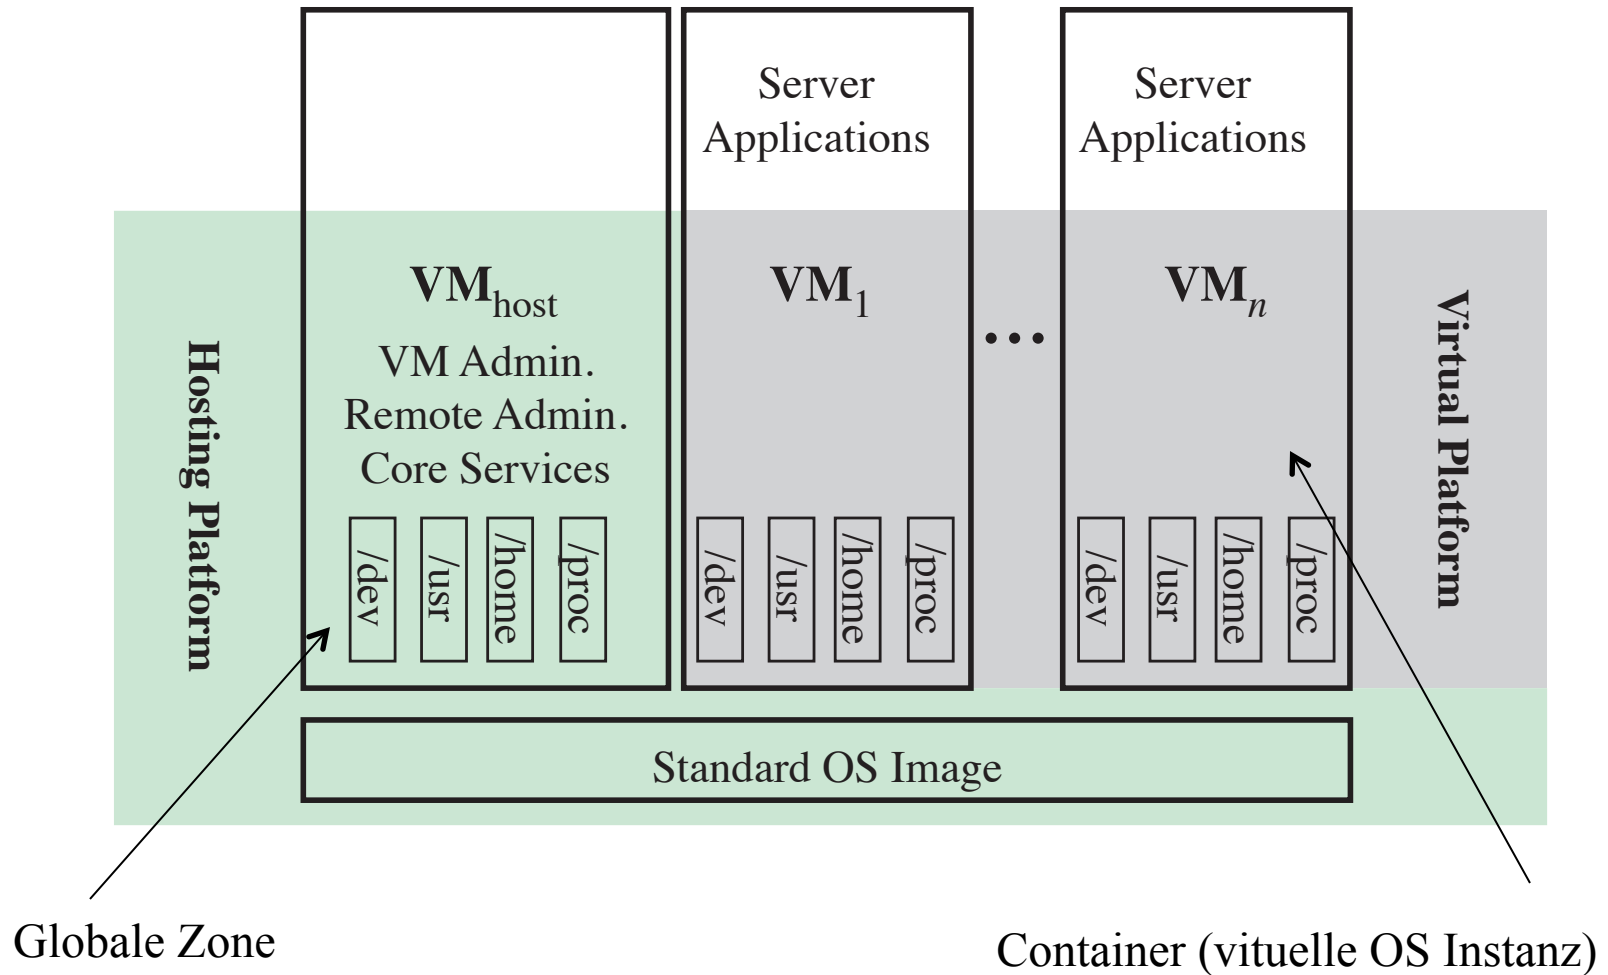 Server
Applications
Server
Applications
VMhost
VM1
...
VMn
VM Admin.
Remote Admin.
Core Services
Hosting Platform
Virtual Platform
/dev
/usr
/home
/proc
/dev
/usr
/home
/proc
/dev
/usr
/home
/proc
Standard OS Image
Globale Zone
Container (vituelle OS Instanz)